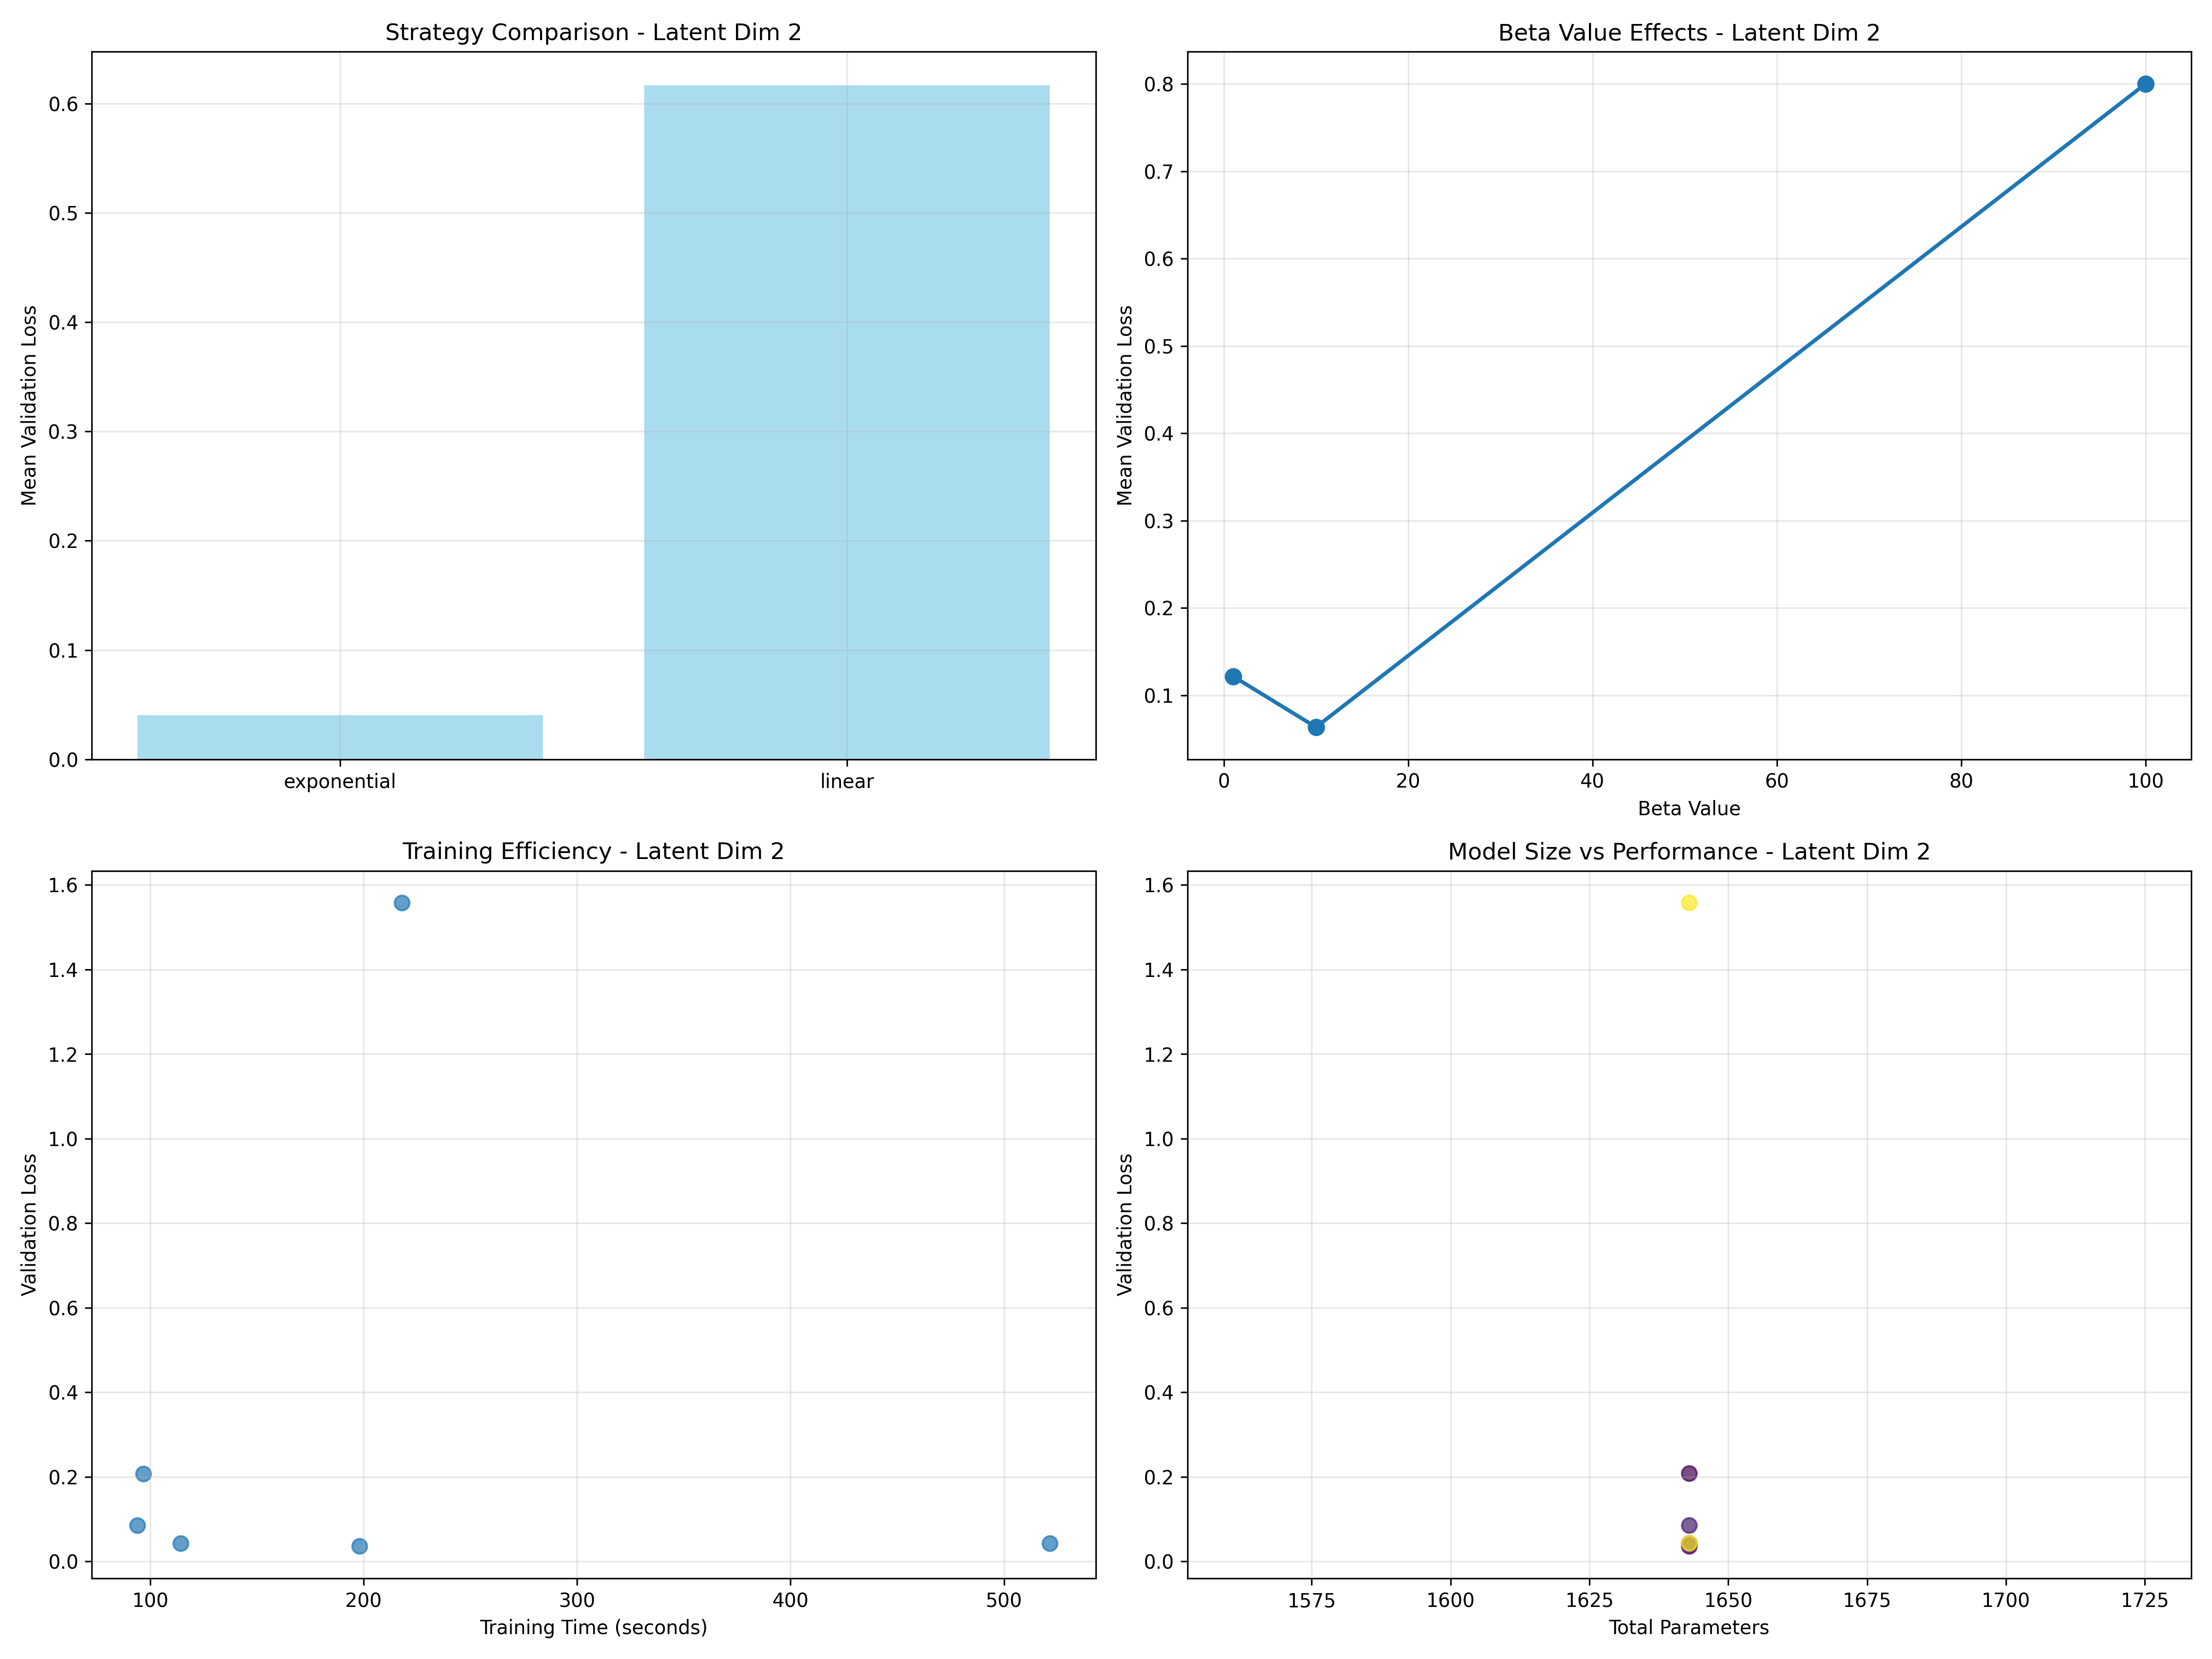 Strategy Comparison - Latent Dim 2
Mean Validation Loss
0.6
0.5
0.4
0.3
0.2
0.1
0.0
exponential linear
Beta Value Effects - Latent Dim 2
Mean Validation Loss
0.8
0.7
0.6
0.5
0.4
0.3
0.2
0.1
0 20 40 60 80 100
Beta Value
Training Efficiency - Latent Dim 2
Validation Loss
1.6
1.4
1.2
1.0
0.8
0.6
0.4
0.2
0.0
100 200 300 400 500
Training Time (seconds)
Model Size vs Performance - Latent Dim 2
Validation Loss
1.6
1.4
1.2
1.0
0.8
0.6
0.4
0.2
0.0
1575 1600 1625 1650 1675 1700 1725
Total Parameters